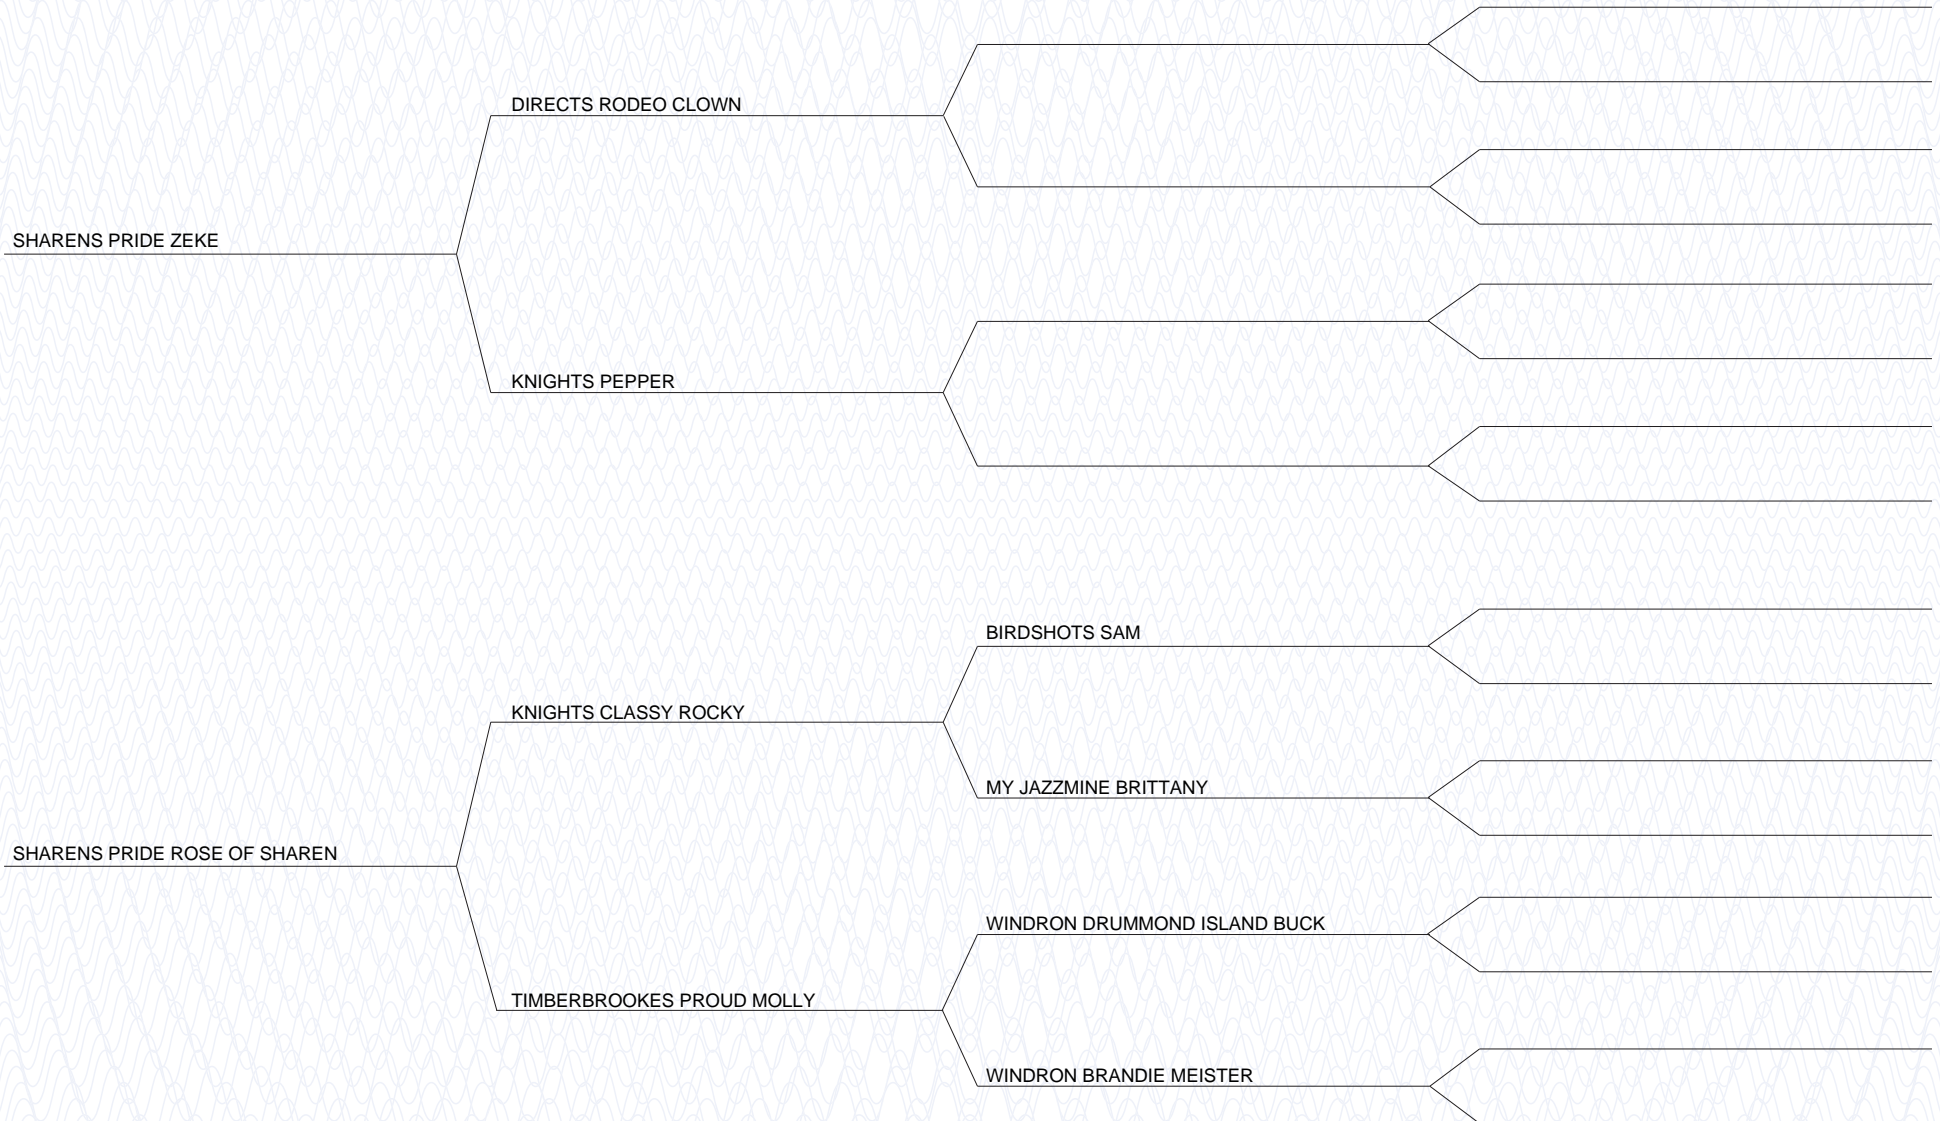 DIRECTS RODEO CLOWN
SHARENS PRIDE ZEKE
KNIGHTS PEPPER
BIRDSHOTS SAM
KNIGHTS CLASSY ROCKY
MY JAZZMINE BRITTANY
SHARENS PRIDE ROSE OF SHAREN
WINDRON DRUMMOND ISLAND BUCK
TIMBERBROOKES PROUD MOLLY
WINDRON BRANDIE MEISTER